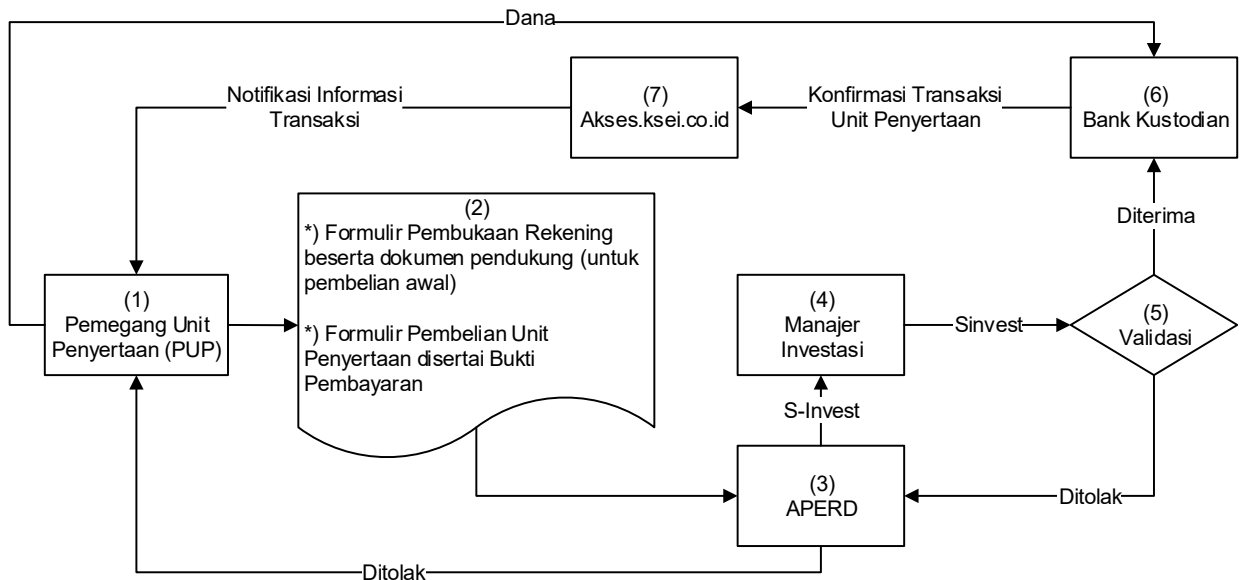 Dana
Notifikasi Informasi
Transaksi
(7)
Akses.ksei.co.id
Konfirmasi Transaksi
Unit Penyertaan
(6)
Bank Kustodian
Diterima
(2)
*) Formulir Pembukaan Rekening
beserta dokumen pendukung (untuk
pembelian awal)
*) Formulir Pembelian Unit
Penyertaan disertai Bukti
Pembayaran
(1)
Pemegang Unit
Penyertaan (PUP)
(4)
Manajer
Investasi
Sinvest
(5)
Validasi
S-Invest
(3)
APERD
Ditolak
Ditolak